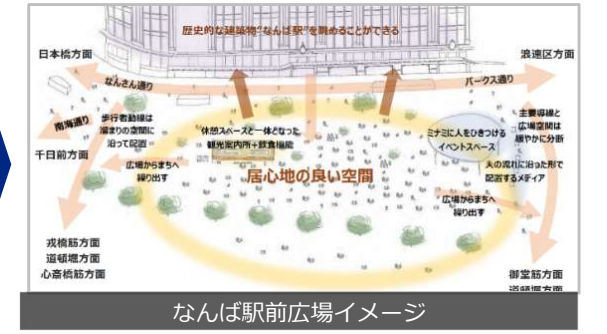 歴史的な建築物“なんば駅”を眺めることができる
日本橋方面
浪速区方面
なんさん通り
パークス通り
南海通り
歩行者動線は
溜まりの空間に
沿って配置
休憩スペースと一体となった
観光案内所+飲食機能
ミナミに人をひきつける
イベントスペース
主要導線と
広場空間は
緩やかに分断
千日前方面
広場からまちへ
繰り出す
居心地の良い空間
人の流れに沿った形で
配置するメディア
広場からまちへ
繰り出す
戎橋筋方面
道頓堀方面
心斎橋筋方面
御堂筋方面
道頓堀方面
なんば駅前広場イメージ